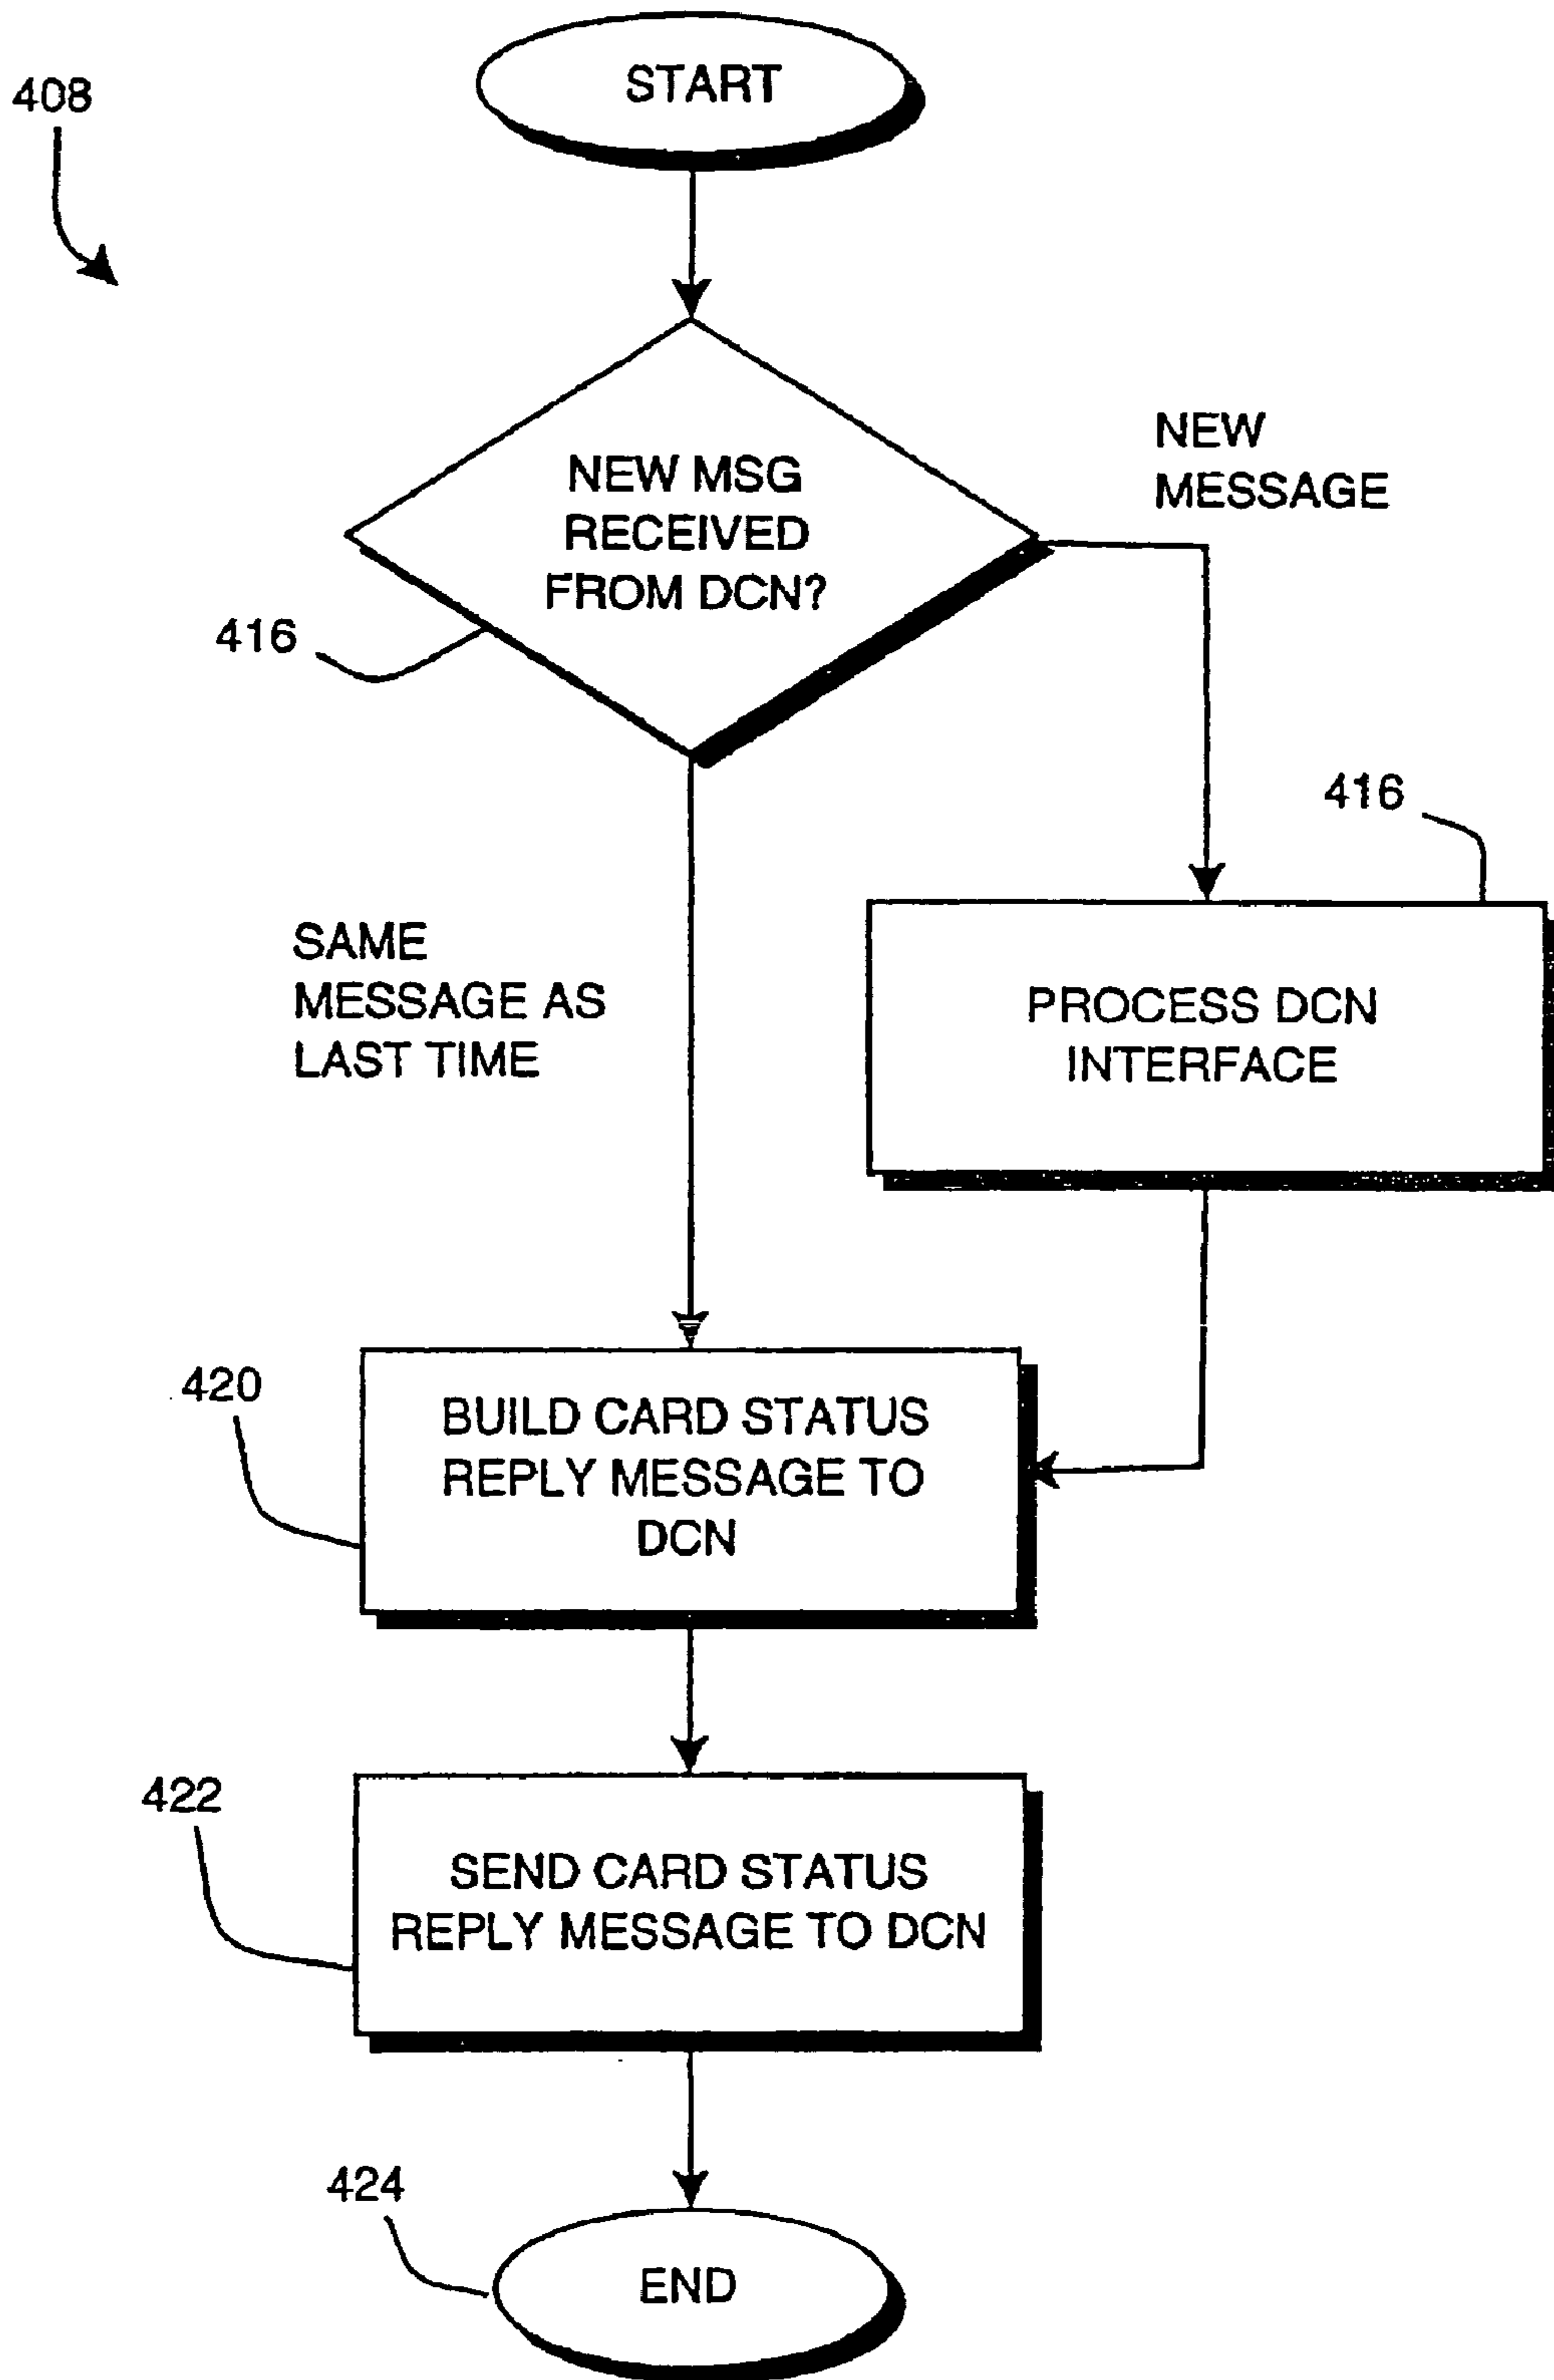 408
START
NEW MSG
RECEIVED
FROM DCN?
416
NEW
MESSAGE
416
PROCESS DCN
INTERFACE
SAME
MESSAGE AS
LAST TIME
420
BUILD CARD STATUS
REPLY MESSAGE TO
DCN
422
SEND CARD STATUS
REPLY MESSAGE TO DCN
424
END